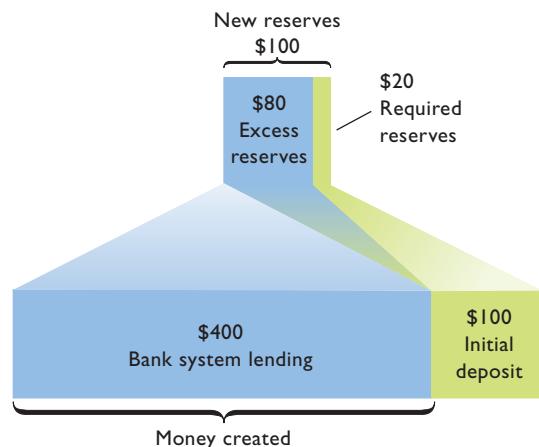 New reserves
$100
$80
Excess
reserves
$20
Required
reserves
$400
Bank system lending
$100
Initial
deposit
Money created